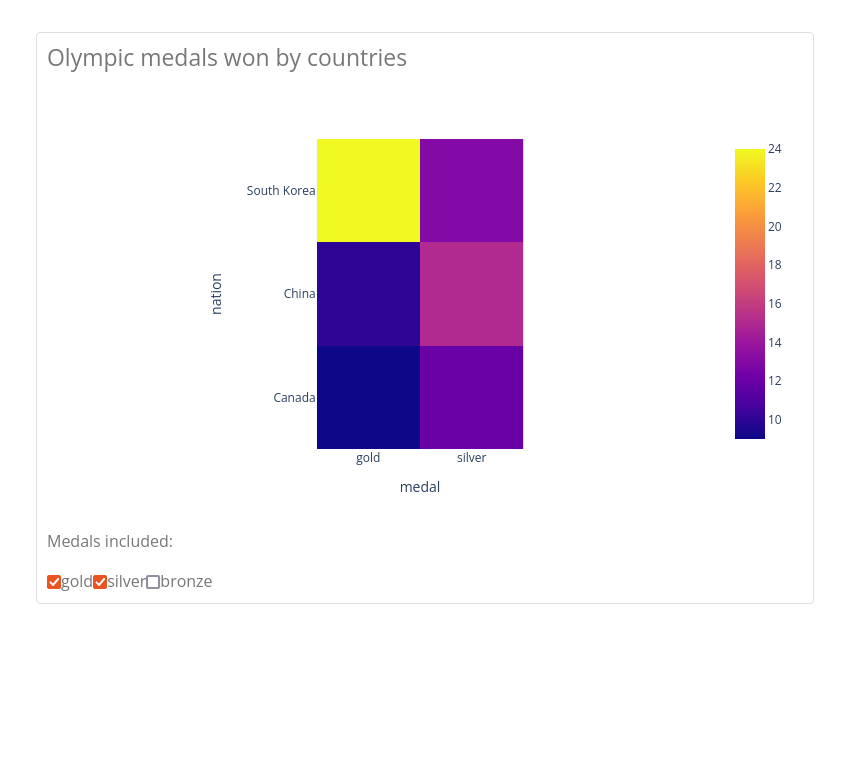 Olympic medals won by countries
24
22
20
18
16
14
12
10
South Korea
China
Canada
nation
gold silver
medal
Medals included:
gold silver bronze